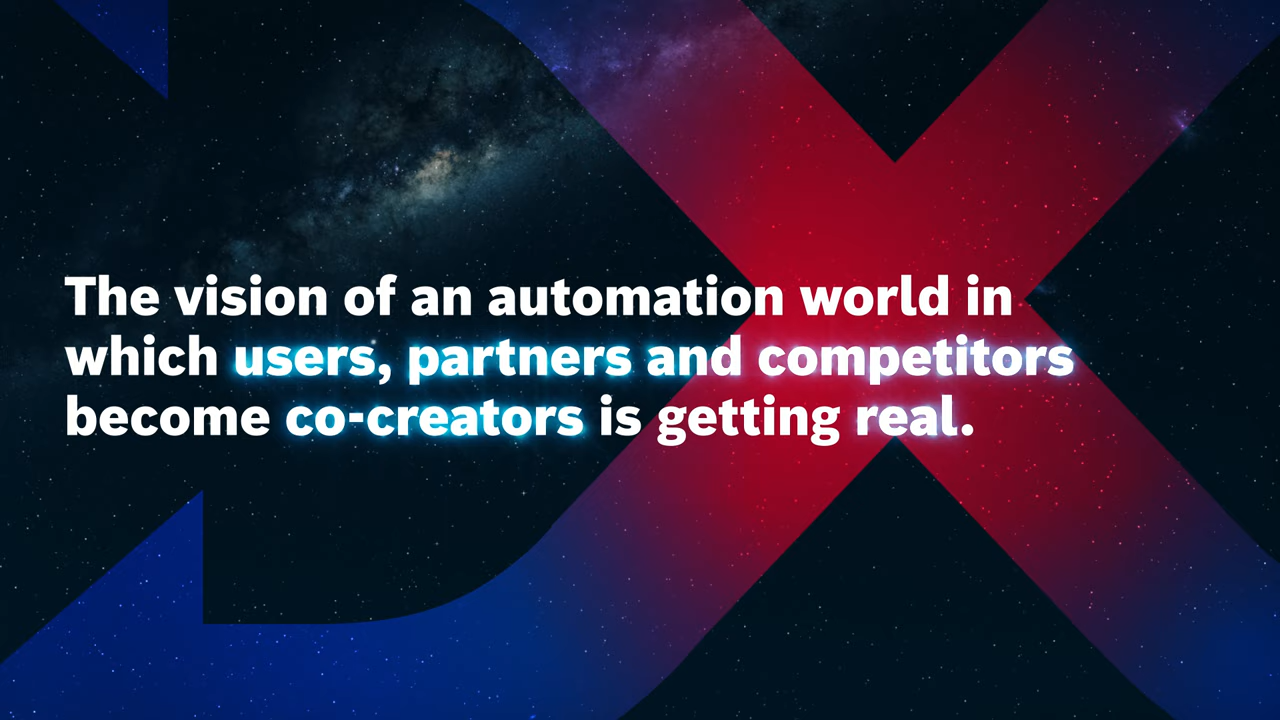 The vision of an automation world in
which users, partners and competitors
become co-creators is getting real.